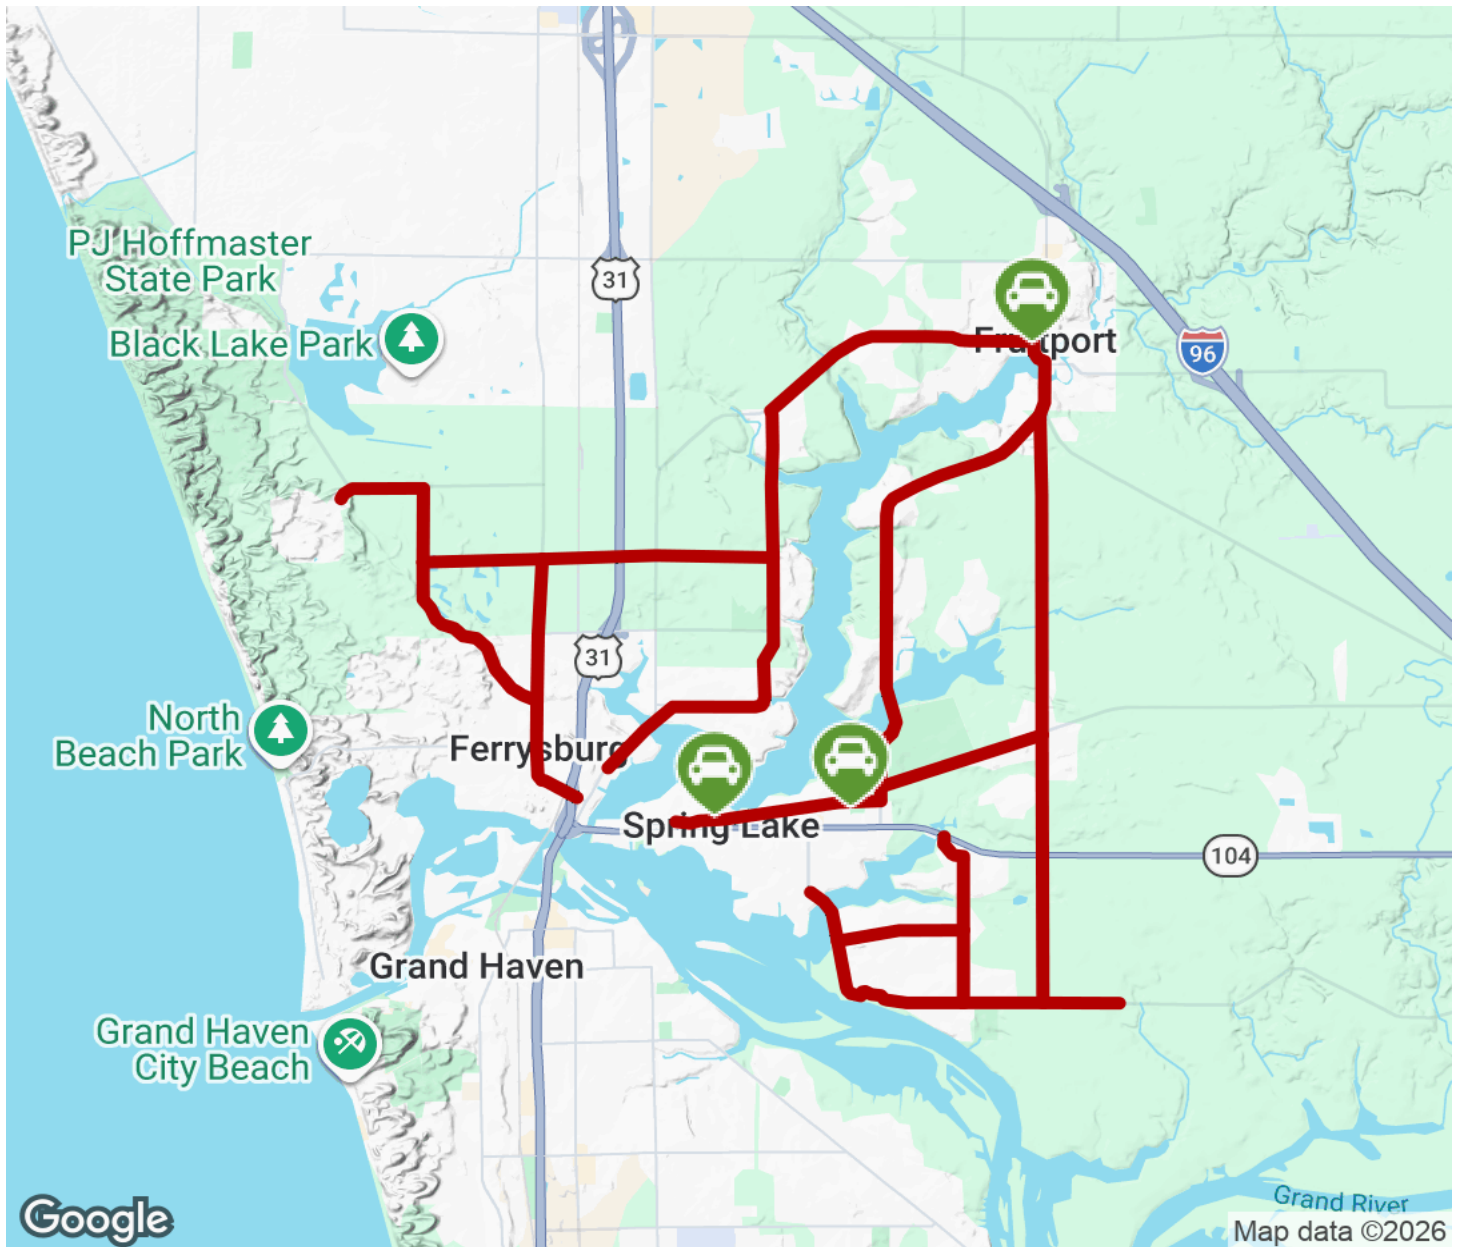 31
PJ Hoffmaster
State Park
Black Lake Park
Fruitport
96
31
North
Beach Park
Ferrysburg
Spring Lake
104
Grand Haven
Grand Haven
City Beach
Grand River
Google
Map data ©2026